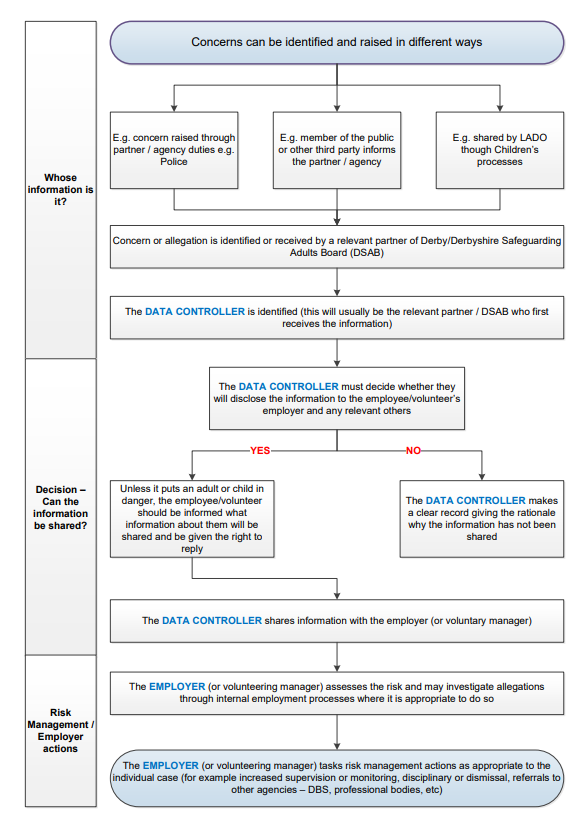 Concerns can be identified and raised in different ways
E.g. concern raised through
partner / agency duties e.g.
Police
E.g. member of the public
or other third party informs
the partner / agency
E.g. shared by LADO
though Children's
processes
Whose
information is
it?
Concern or allegation is identified or received by a relevant partner of Derby/Derbyshire Safeguarding
Adults Board (DSAB)
The DATA CONTROLLER is identified (this will usually be the relevant partner / DSAB who first
receives the information)
The DATA CONTROLLER must decide whether they
will disclose the information to the employee/volunteer's
employer and any relevant others
YES
NO
Decision –
Can the
information
be shared?
Unless it puts an adult or child in
danger, the employee/volunteer
should be informed what
information about them will be
shared and be given the right to
reply
The DATA CONTROLLER makes
a clear record giving the rationale
why the information has not been
shared
The DATA CONTROLLER shares information with the employer (or voluntary manager)
Risk
Management /
Employer
actions
The EMPLOYER (or volunteering manager) assesses the risk and may investigate allegations
through internal employment processes where it is appropriate to do so
The EMPLOYER (or volunteering manager) tasks risk management actions as appropriate to the
individual case (for example increased supervision or monitoring, disciplinary or dismissal, referrals to
other agencies – DBS, professional bodies, etc)